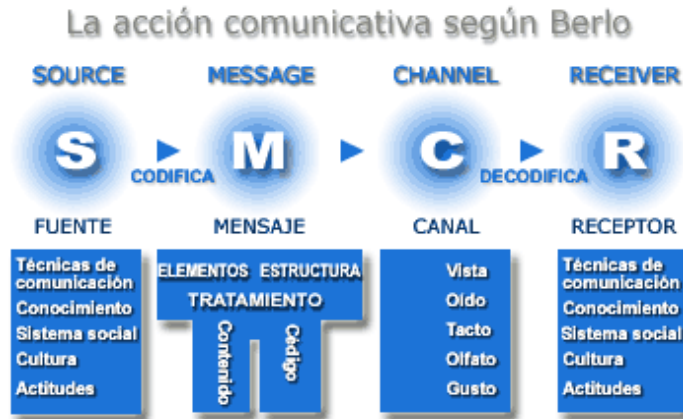 La acción comunicativa según Berlo
SOURCE MESSAGE CHANNEL RECEIVER
S M C R
CODIFICA DECODIFICA
FUENTE MENSAJE CANAL RECEPTOR
Técnicas de
comunicación
Conocimiento
Sistema social
Cultura
Actitudes
ELEMENTOS ESTRUCTURA
TRATAMIENTO
Contenido
Código
Vista
Oído
Tacto
Olfato
Gusto
Técnicas de
comunicación
Conocimiento
Sistema social
Cultura
Actitudes